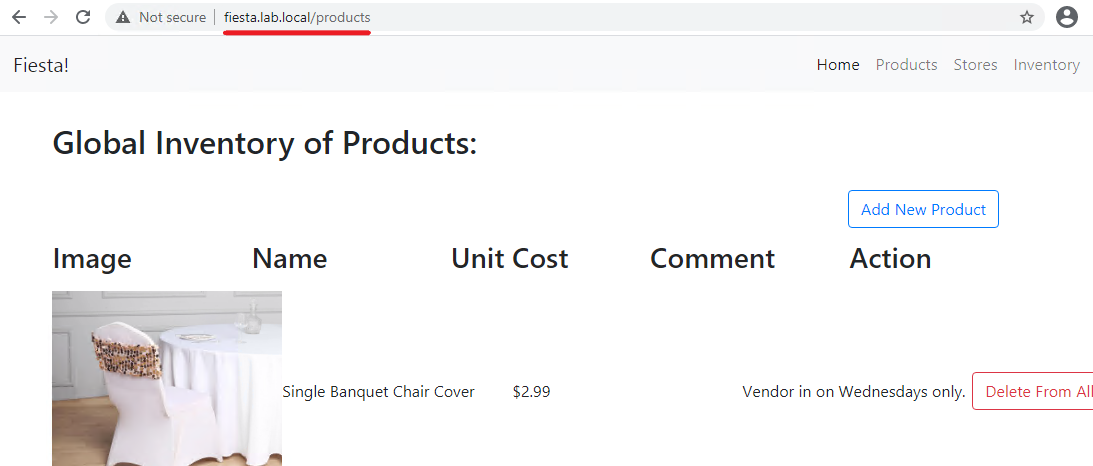 Not secure | fiesta.lab.local/products
Fiesta! Home Products Stores Inventory
Global Inventory of Products:
Add New Product
Image Name Unit Cost Comment Action
Single Banquet Chair Cover $2.99 Vendor in on Wednesdays only. Delete From All